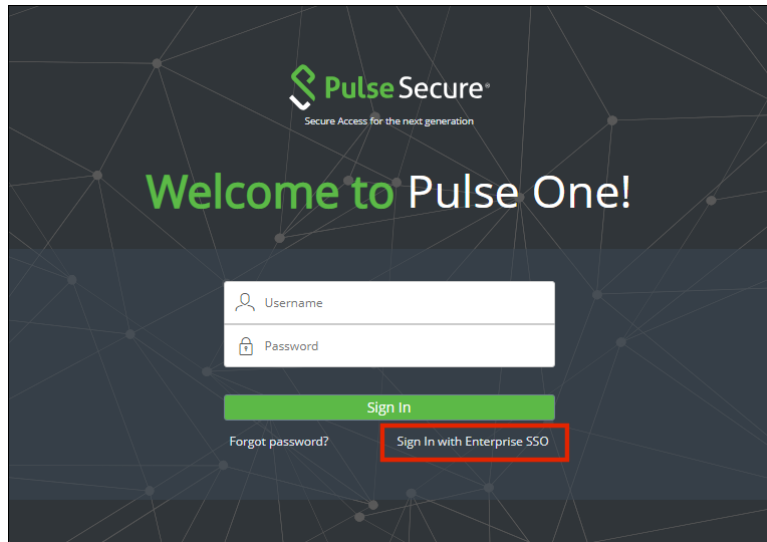 Pulse Secure®
Secure Access for the next generation
Welcome to Pulse One!
Username
Password
Sign In
Forgot password? Sign In with Enterprise SSO